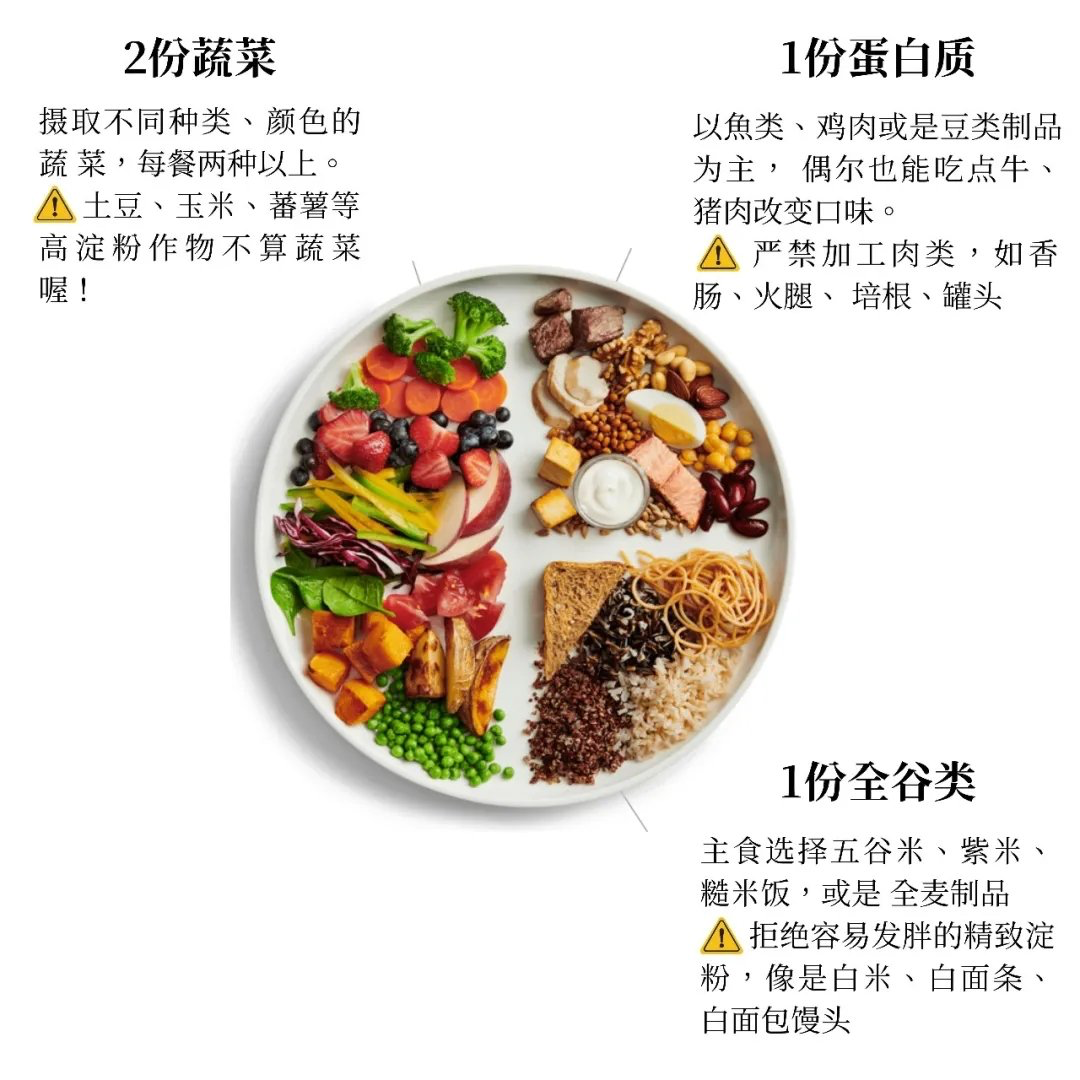 2份蔬菜
摄取不同种类、颜色的
蔬 菜，每餐两种以上。
⚠️ 土豆、玉米、蕃薯等
高淀粉作物不算蔬菜
喔！
1份蛋白质
以魚类、鸡肉或是豆类制品
为主， 偶尔也能吃点牛、
猪肉改变口味。
⚠️ 严禁加工肉类，如香
肠、火腿、 培根、罐头
1份全谷类
主食选择五谷米、紫米、
糙米饭，或是 全麦制品
⚠️ 拒绝容易发胖的精致淀
粉，像是白米、白面条、
白面包馒头